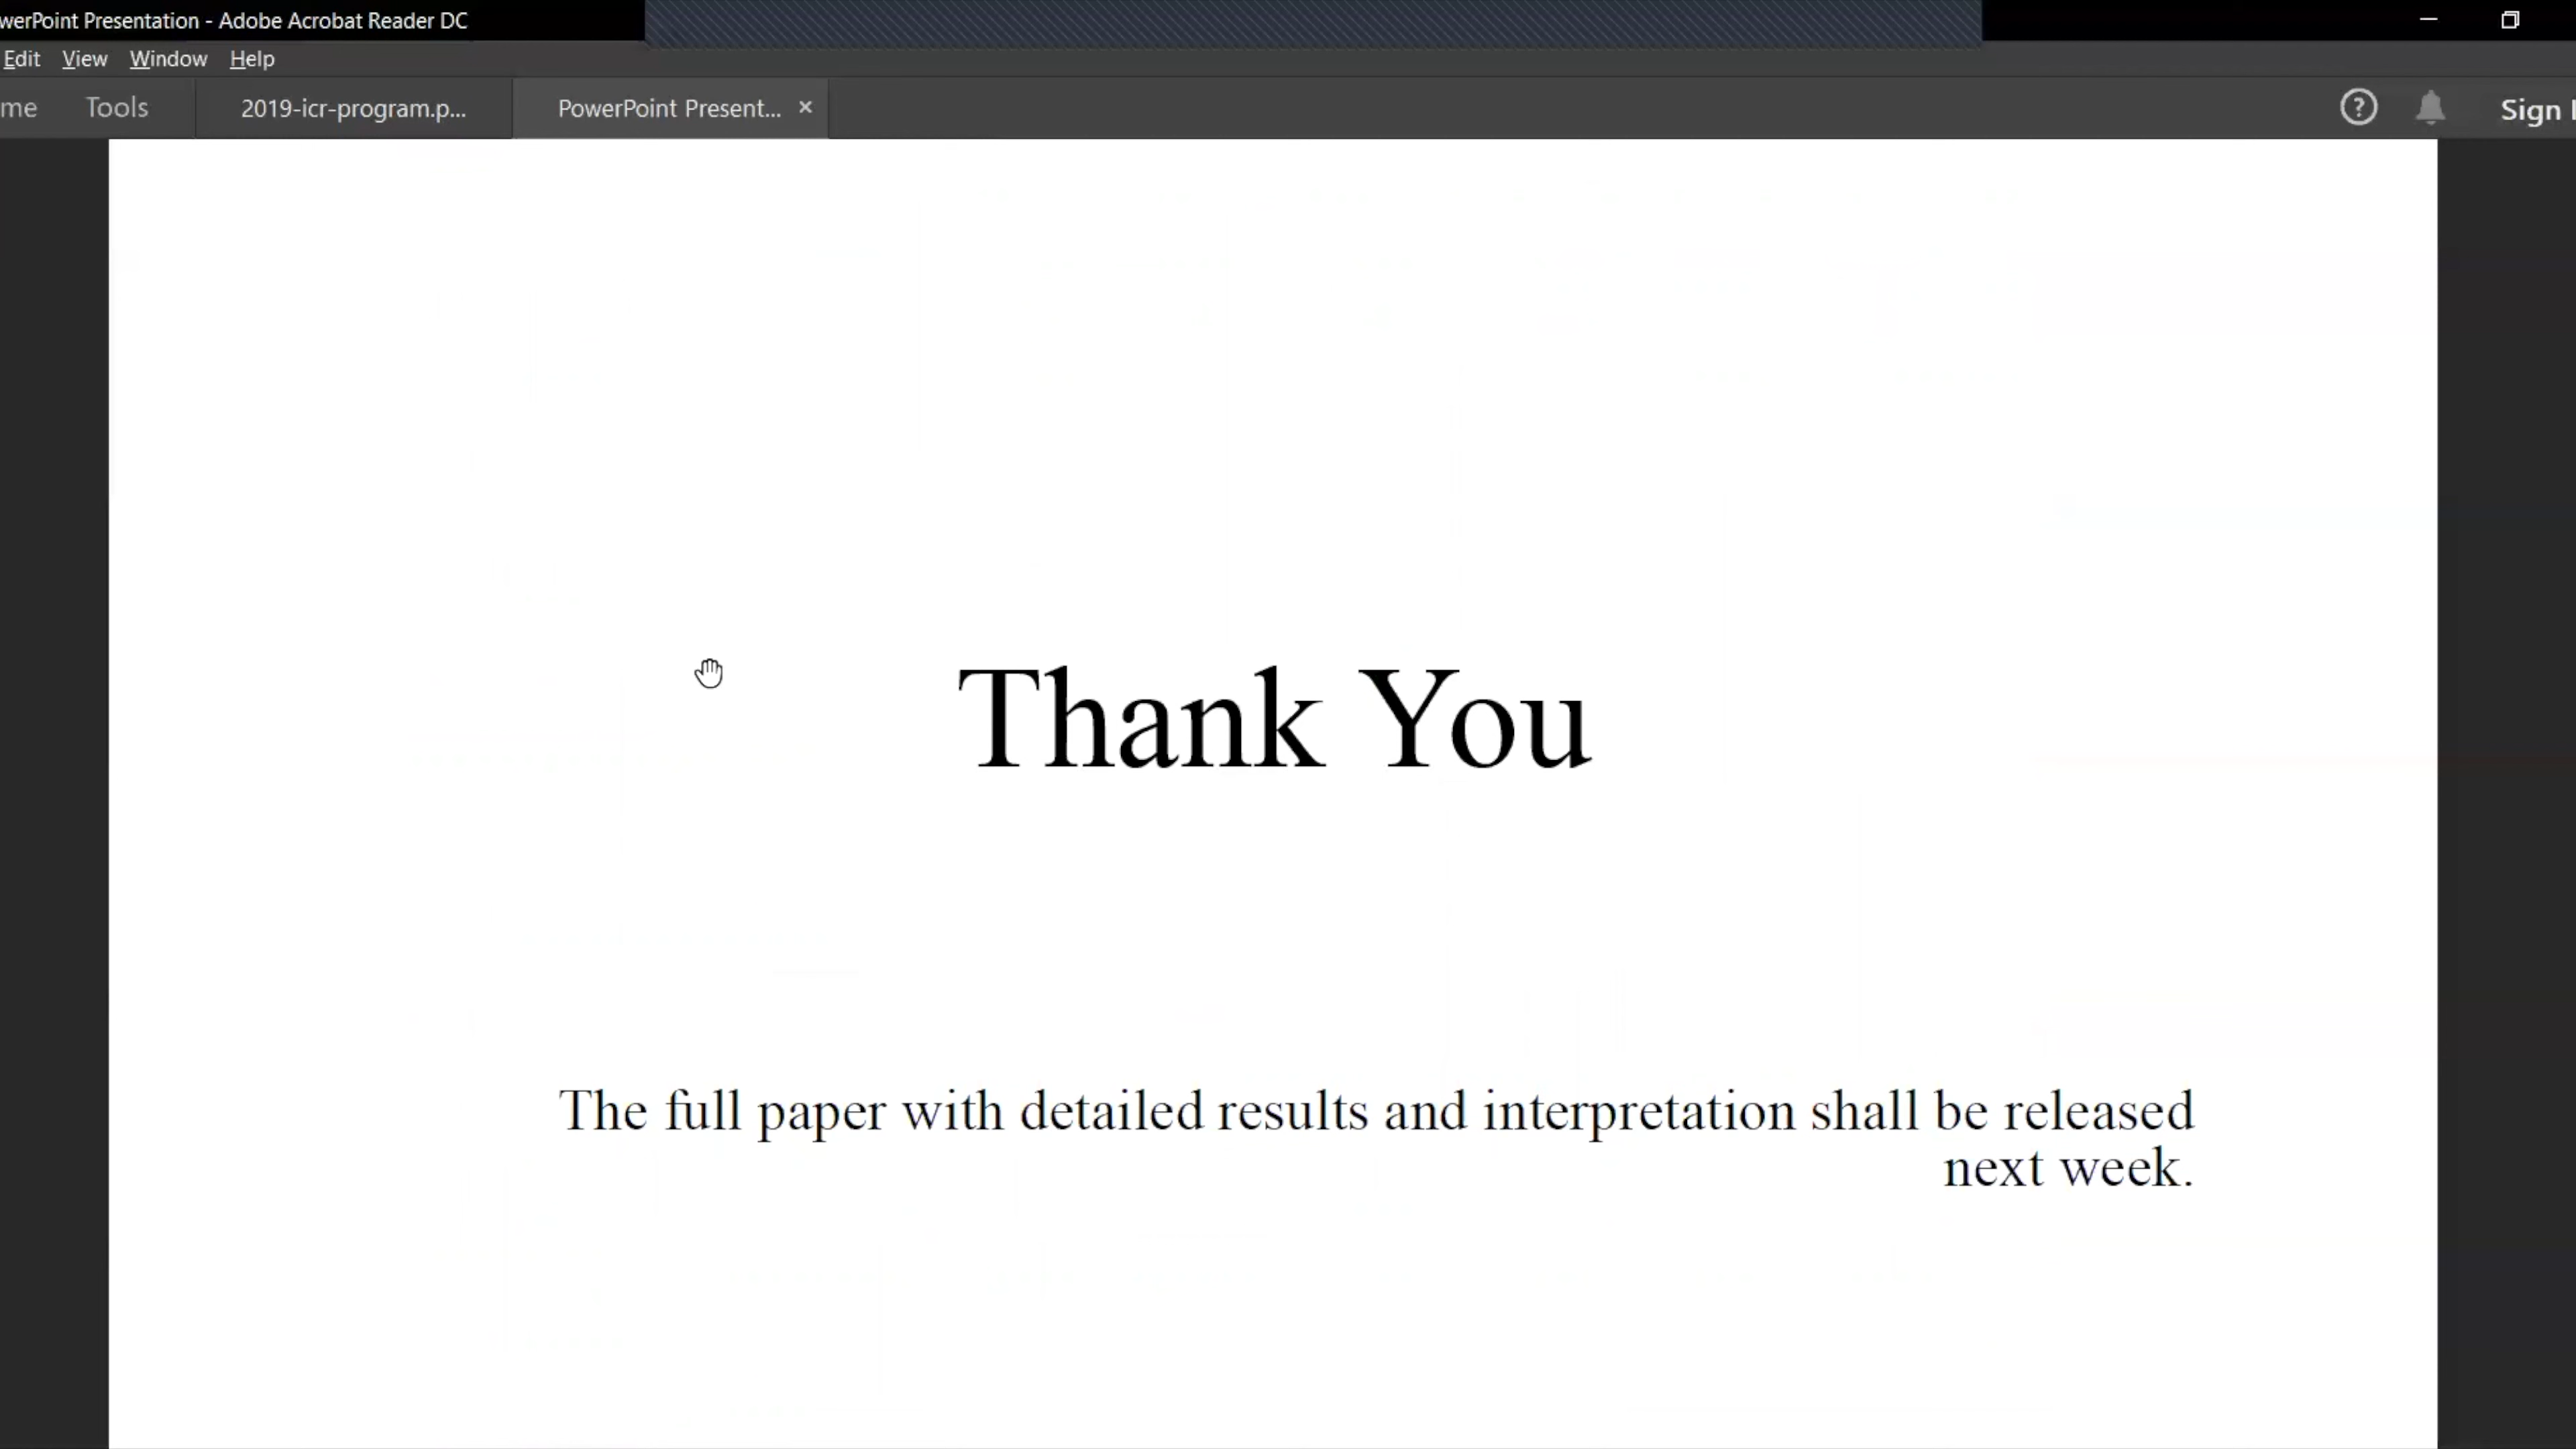 werPoint Presentation - Adobe Acrobat Reader DC
Edit View Window Help
me Tools 2019-icr-program.p... PowerPoint Present... × ? Sign I
Thank You
The full paper with detailed results and interpretation shall be released
next week.